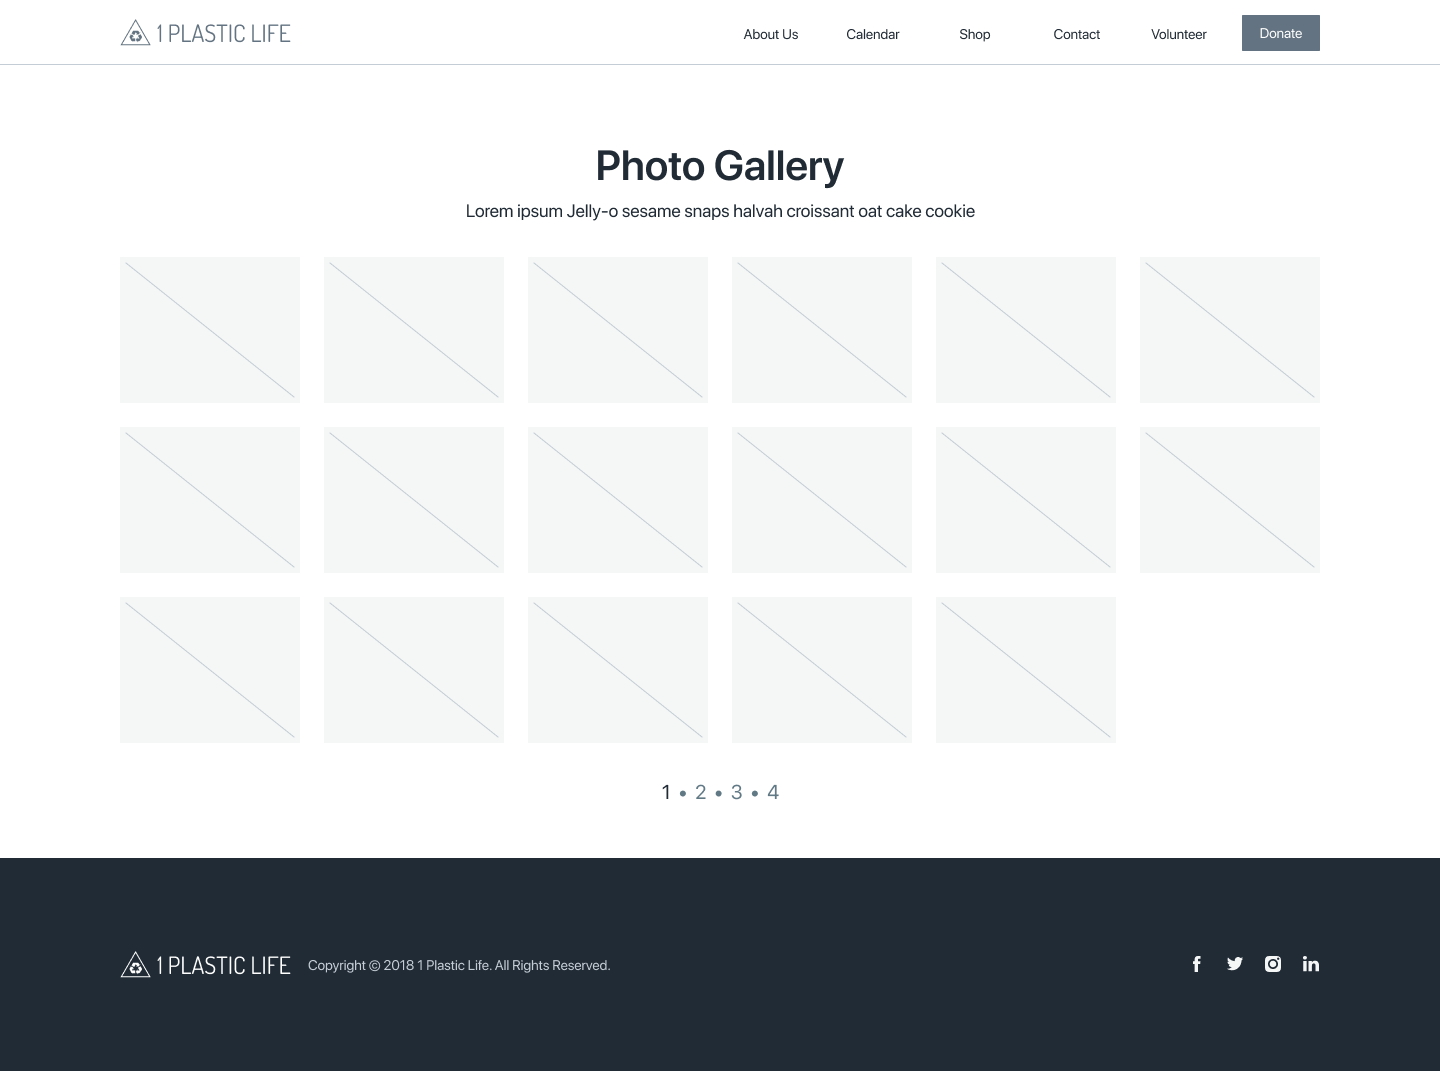 1 PLASTIC LIFE
About Us
Calendar
Shop
Contact
Volunteer
Donate
Photo Gallery
Lorem ipsum Jelly-o sesame snaps halvah croissant oat cake cookie
1 • 2 • 3 • 4
1 PLASTIC LIFE
Copyright © 2018 1 Plastic Life. All Rights Reserved.